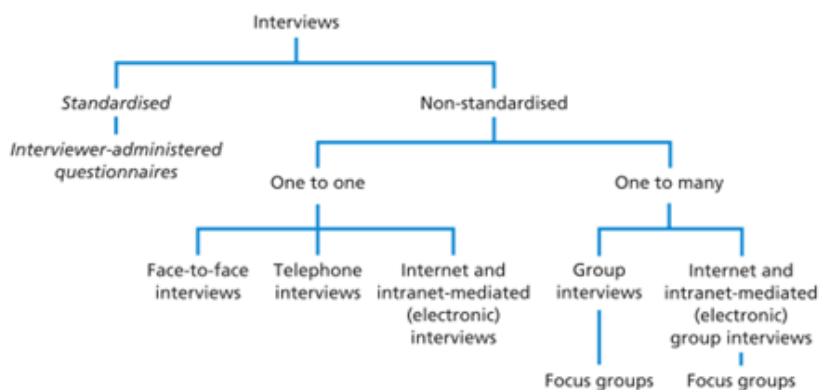 Interviews
Standardised
Non-standardised
Interviewer-administered
questionnaires
One to one
One to many
Face-to-face
interviews
Telephone
interviews
Internet and
intranet-mediated
(electronic)
interviews
Group
interviews
Internet and
intranet-mediated
(electronic)
group interviews
Focus groups
Focus groups